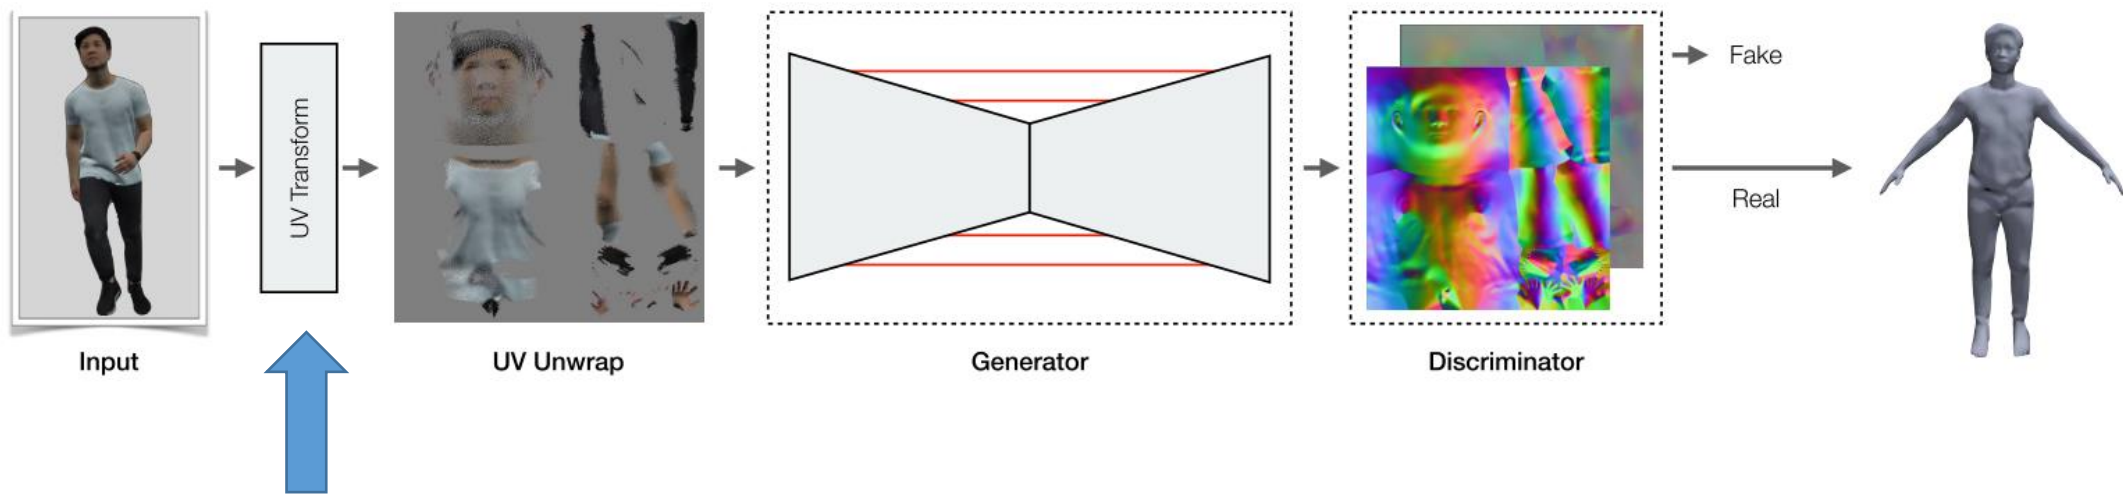 UV Transform
Fake
Real
Input
UV Unwrap
Generator
Discriminator